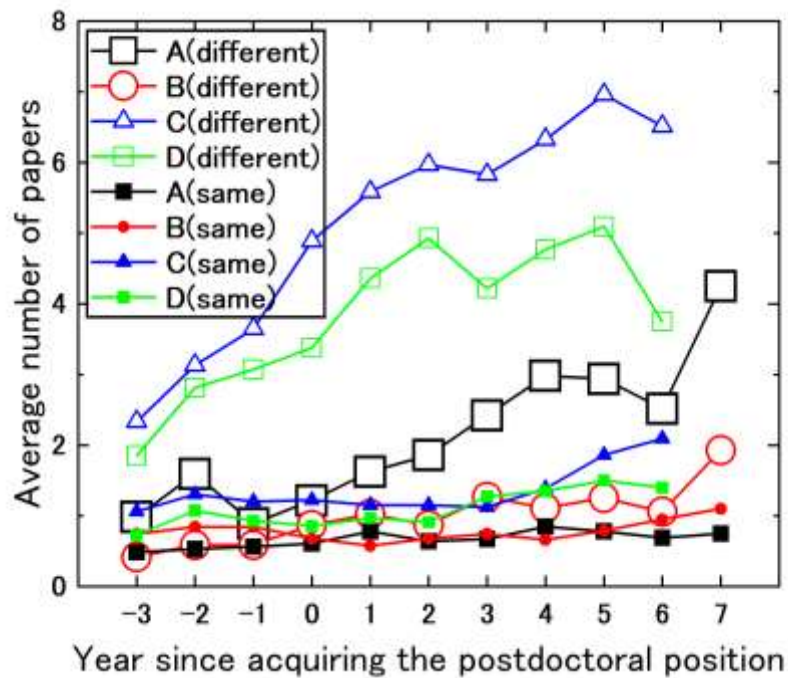 8
6
4
2
0
Average number of papers
A(different)
B(different)
C(different)
D(different)
A(same)
B(same)
C(same)
D(same)
-3 -2 -1 0 1 2 3 4 5 6 7
Year since acquiring the postdoctoral position